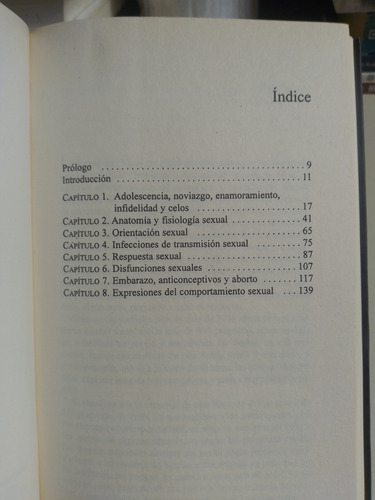 Índice
Prólogo ........................................ 9
Introducción .................................... 11
CAPÍTULO 1. Adolescencia, noviazgo, enamoramiento,
infidelidad y celos ..................... 17
CAPÍTULO 2. Anatomía y fisiología sexual ............. 41
CAPÍTULO 3. Orientación sexual ..................... 65
CAPÍTULO 4. Infecciones de transmisión sexual ........ 75
CAPÍTULO 5. Respuesta sexual ...................... 87
CAPÍTULO 6. Disfunciones sexuales .................. 107
CAPÍTULO 7. Embarazo, anticonceptivos y aborto ....... 117
CAPÍTULO 8. Expresiones del comportamiento sexual ... 139